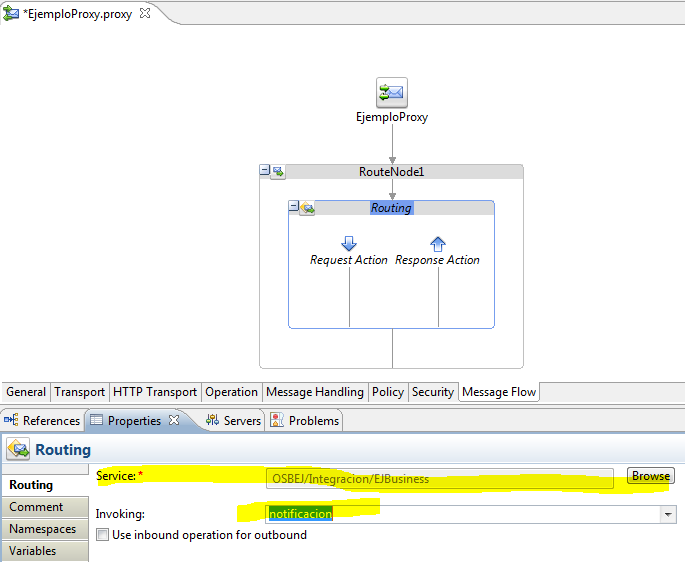 *EjemploProxy.proxy
EjemploProxy
RouteNode1
Routing
Request Action Response Action
General Transport HTTP Transport Operation Message Handling Policy Security Message Flow
References Properties Servers Problems
Routing
Routing
Comment
Namespaces
Variables
Service:* OSBEJ/Integracion/EJBusiness Browse
Invoking: notificacion
Use inbound operation for outbound